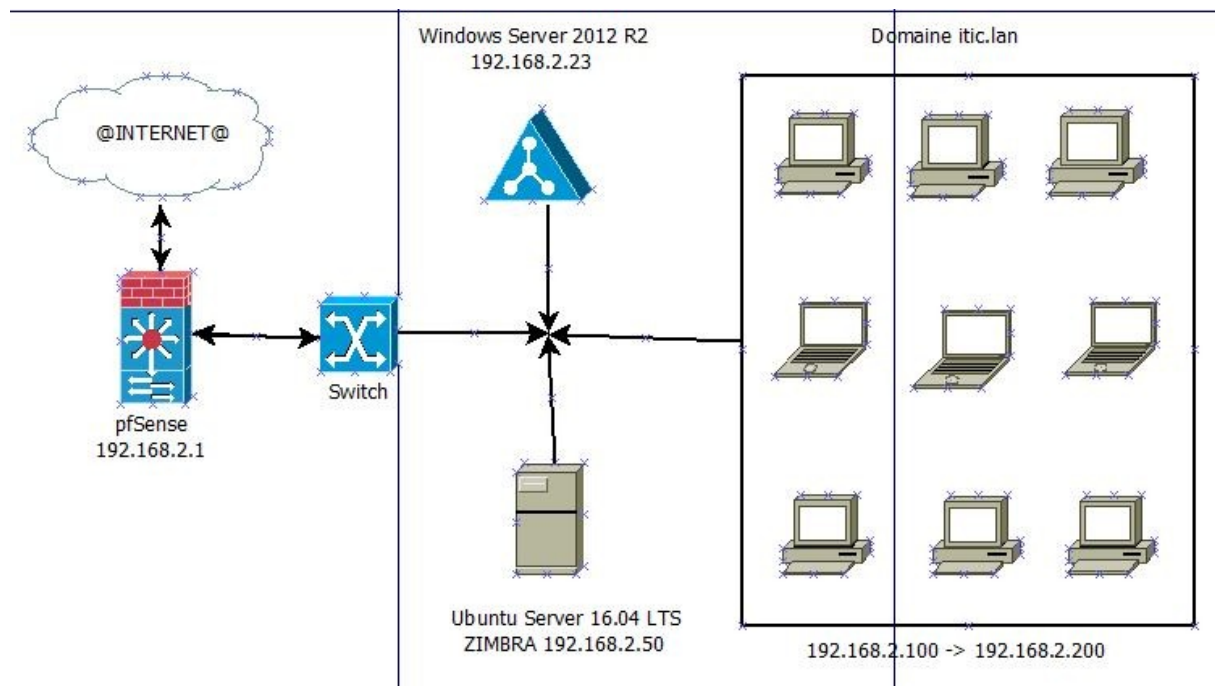 Windows Server 2012 R2
192.168.2.23
Domaine itic.lan
@INTERNET@
pfSense
192.168.2.1
Switch
Ubuntu Server 16.04 LTS
ZIMBRA 192.168.2.50
192.168.2.100 -> 192.168.2.200